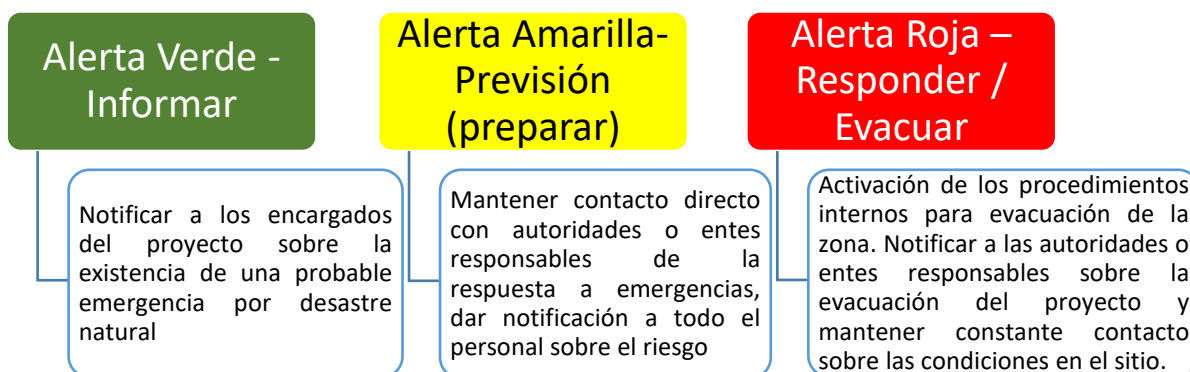 Alerta Verde -
Informar
Notificar a los encargados
del proyecto sobre la
existencia de una probable
emergencia por desastre
natural
Alerta Amarilla-
Previsión
(preparar)
Mantener contacto directo
con autoridades o entes
responsables de la
respuesta a emergencias,
dar notificación a todo el
personal sobre el riesgo
Alerta Roja –
Responder /
Evacuar
Activación de los procedimientos
internos para evacuación de la
zona. Notificar a las autoridades o
entes responsables sobre la
evacuación del proyecto y
mantener constante contacto
sobre las condiciones en el sitio.